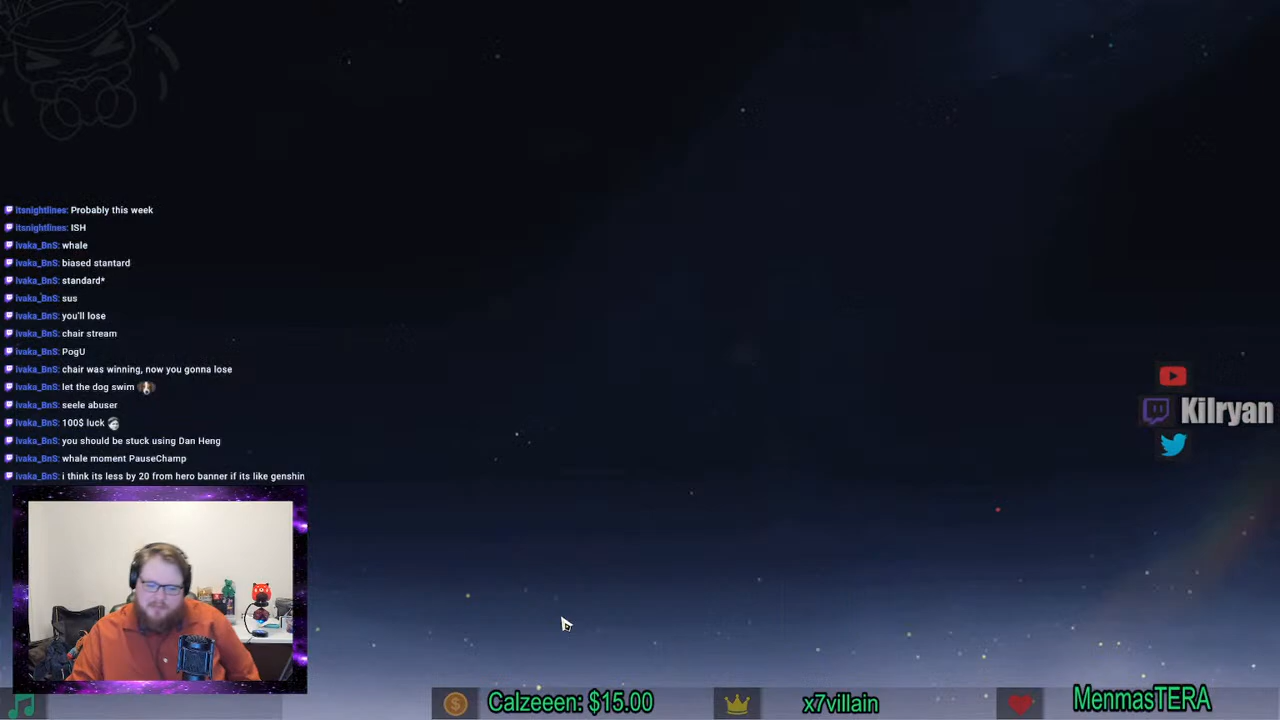 itsnightlines: Probably this week
itsnightlines: ISH
ivaka_BnS: whale
ivaka_BnS: biased stantard
ivaka_BnS: standard*
ivaka_BnS: sus
ivaka_BnS: you'll lose
ivaka_BnS: chair stream
ivaka_BnS: PogU
ivaka_BnS: chair was winning, now you gonna lose
ivaka_BnS: let the dog swim
ivaka_BnS: seele abuser
ivaka_BnS: 100$ luck
ivaka_BnS: you should be stuck using Dan Heng
ivaka_BnS: whale moment PauseChamp
ivaka_BnS: i think its less by 20 from hero banner if its like genshin
Kilryan
Calzeeen: $15.00
x7villain
MenmasTERA